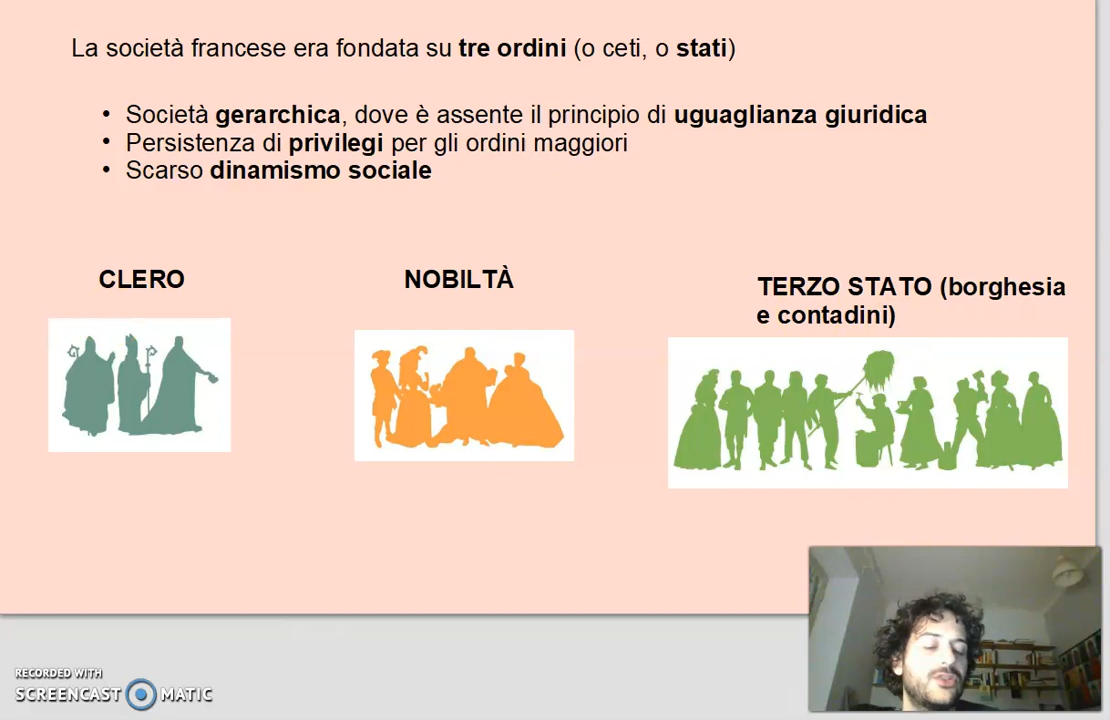 La società francese era fondata su tre ordini (o ceti, o stati)
• Società gerarchica, dove è assente il principio di uguaglianza giuridica
• Persistenza di privilegi per gli ordini maggiori
• Scarso dinamismo sociale
CLERO
NOBILTÀ
TERZO STATO (borghesia
e contadini)
RECORDED WITH
SCREENCAST MATIC